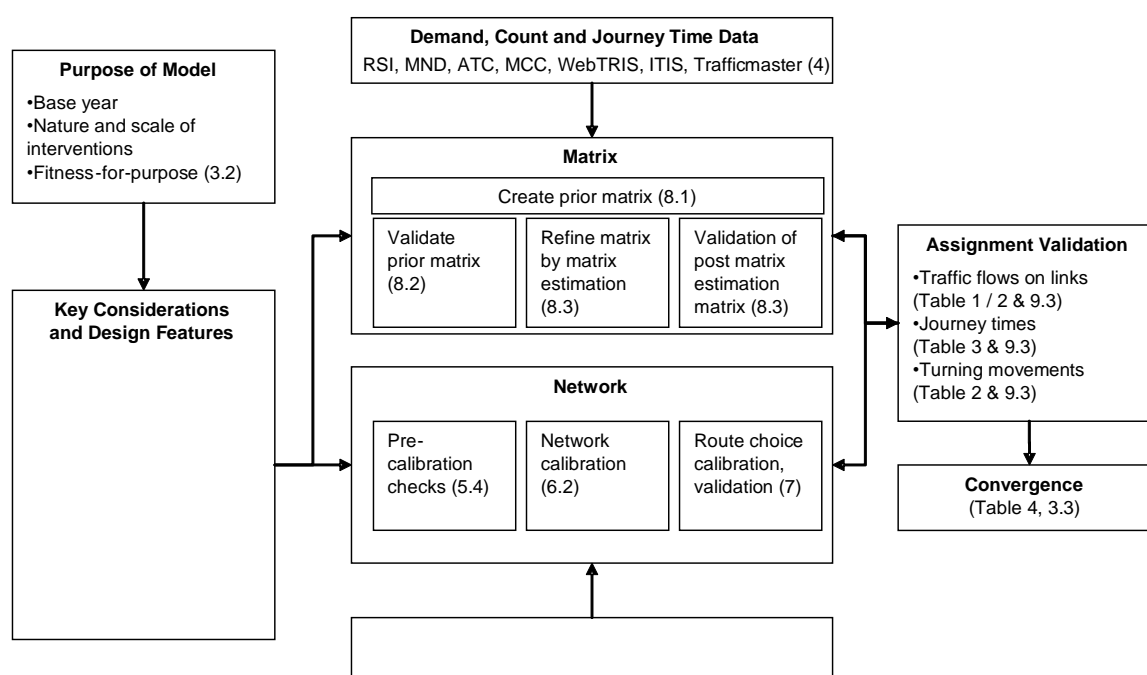 Demand, Count and Journey Time Data
RSI, MND, ATC, MCC, WebTRIS, ITIS, Trafficmaster (4)
Purpose of Model
•Base year
•Nature and scale of
interventions
•Fitness-for-purpose (3.2)
Matrix
Create prior matrix (8.1)
Validate
prior matrix
(8.2)
Refine matrix
by matrix
estimation
(8.3)
Validation of
post matrix
estimation
matrix (8.3)
Key Considerations
and Design Features
Network
Pre-
calibration
checks (5.4)
Network
calibration
(6.2)
Route choice
calibration,
validation (7)
Assignment Validation
•Traffic flows on links
(Table 1 / 2 & 9.3)
•Journey times
(Table 3 & 9.3)
•Turning movements
(Table 2 & 9.3)
Convergence
(Table 4, 3.3)